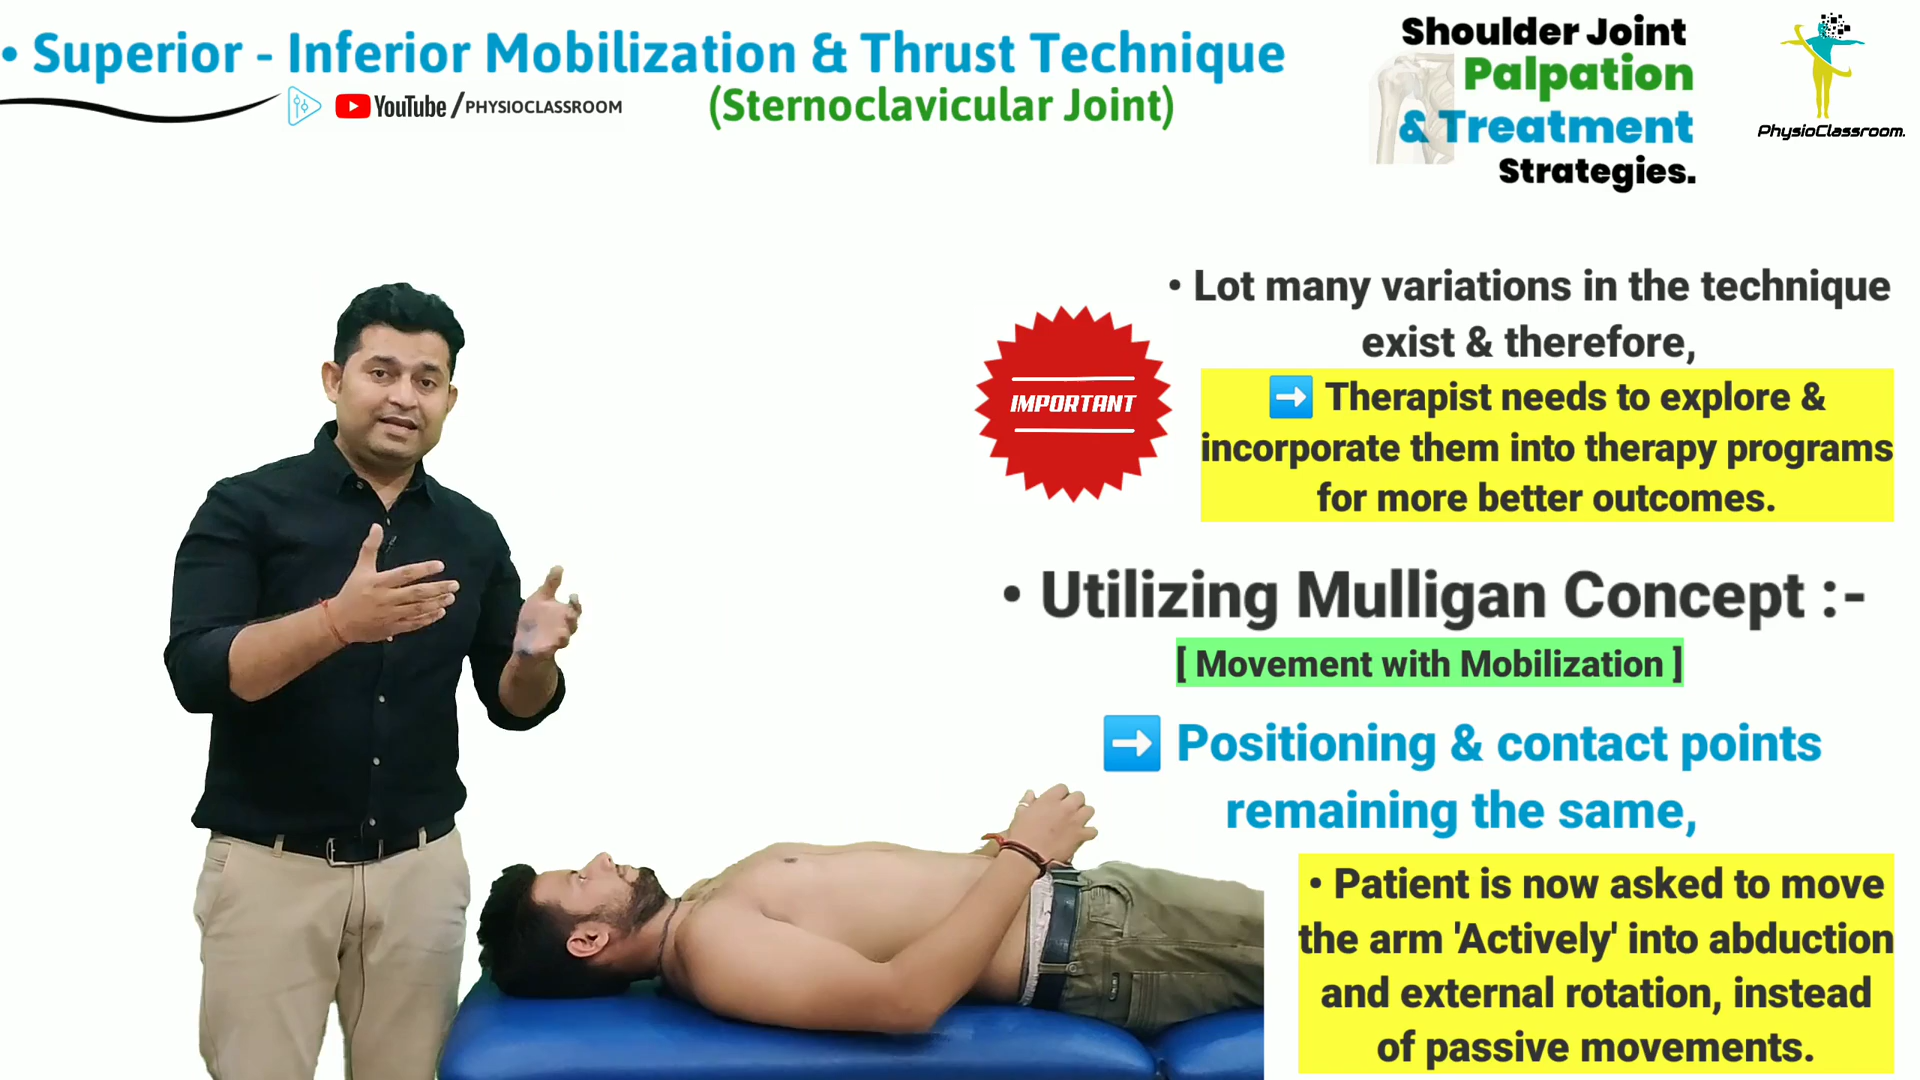 • Superior - Inferior Mobilization & Thrust Technique
(Sternoclavicular Joint)
YouTube /PHYSIOCLASSROOM
Shoulder Joint
Palpation
& Treatment
Strategies.
PhysioClassroom.
IMPORTANT
• Lot many variations in the technique
exist & therefore,
➡ Therapist needs to explore &
incorporate them into therapy programs
for more better outcomes.
• Utilizing Mulligan Concept :-
[ Movement with Mobilization ]
➡ Positioning & contact points
remaining the same,
• Patient is now asked to move
the arm 'Actively' into abduction
and external rotation, instead
of passive movements.